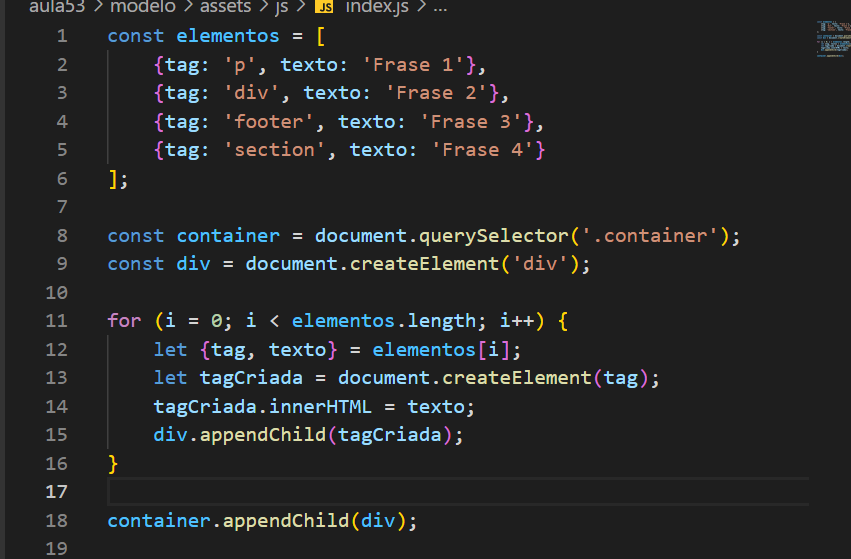 aula53 > modelo > assets > js > JS index.js > ...
1 const elementos = [
2     {tag: 'p', texto: 'Frase 1'},
3     {tag: 'div', texto: 'Frase 2'},
4     {tag: 'footer', texto: 'Frase 3'},
5     {tag: 'section', texto: 'Frase 4'}
6 ];
7
8 const container = document.querySelector('.container');
9 const div = document.createElement('div');
10
11 for (i = 0; i < elementos.length; i++) {
12     let {tag, texto} = elementos[i];
13     let tagCriada = document.createElement(tag);
14     tagCriada.innerHTML = texto;
15     div.appendChild(tagCriada);
16 }
17
18 container.appendChild(div);
19